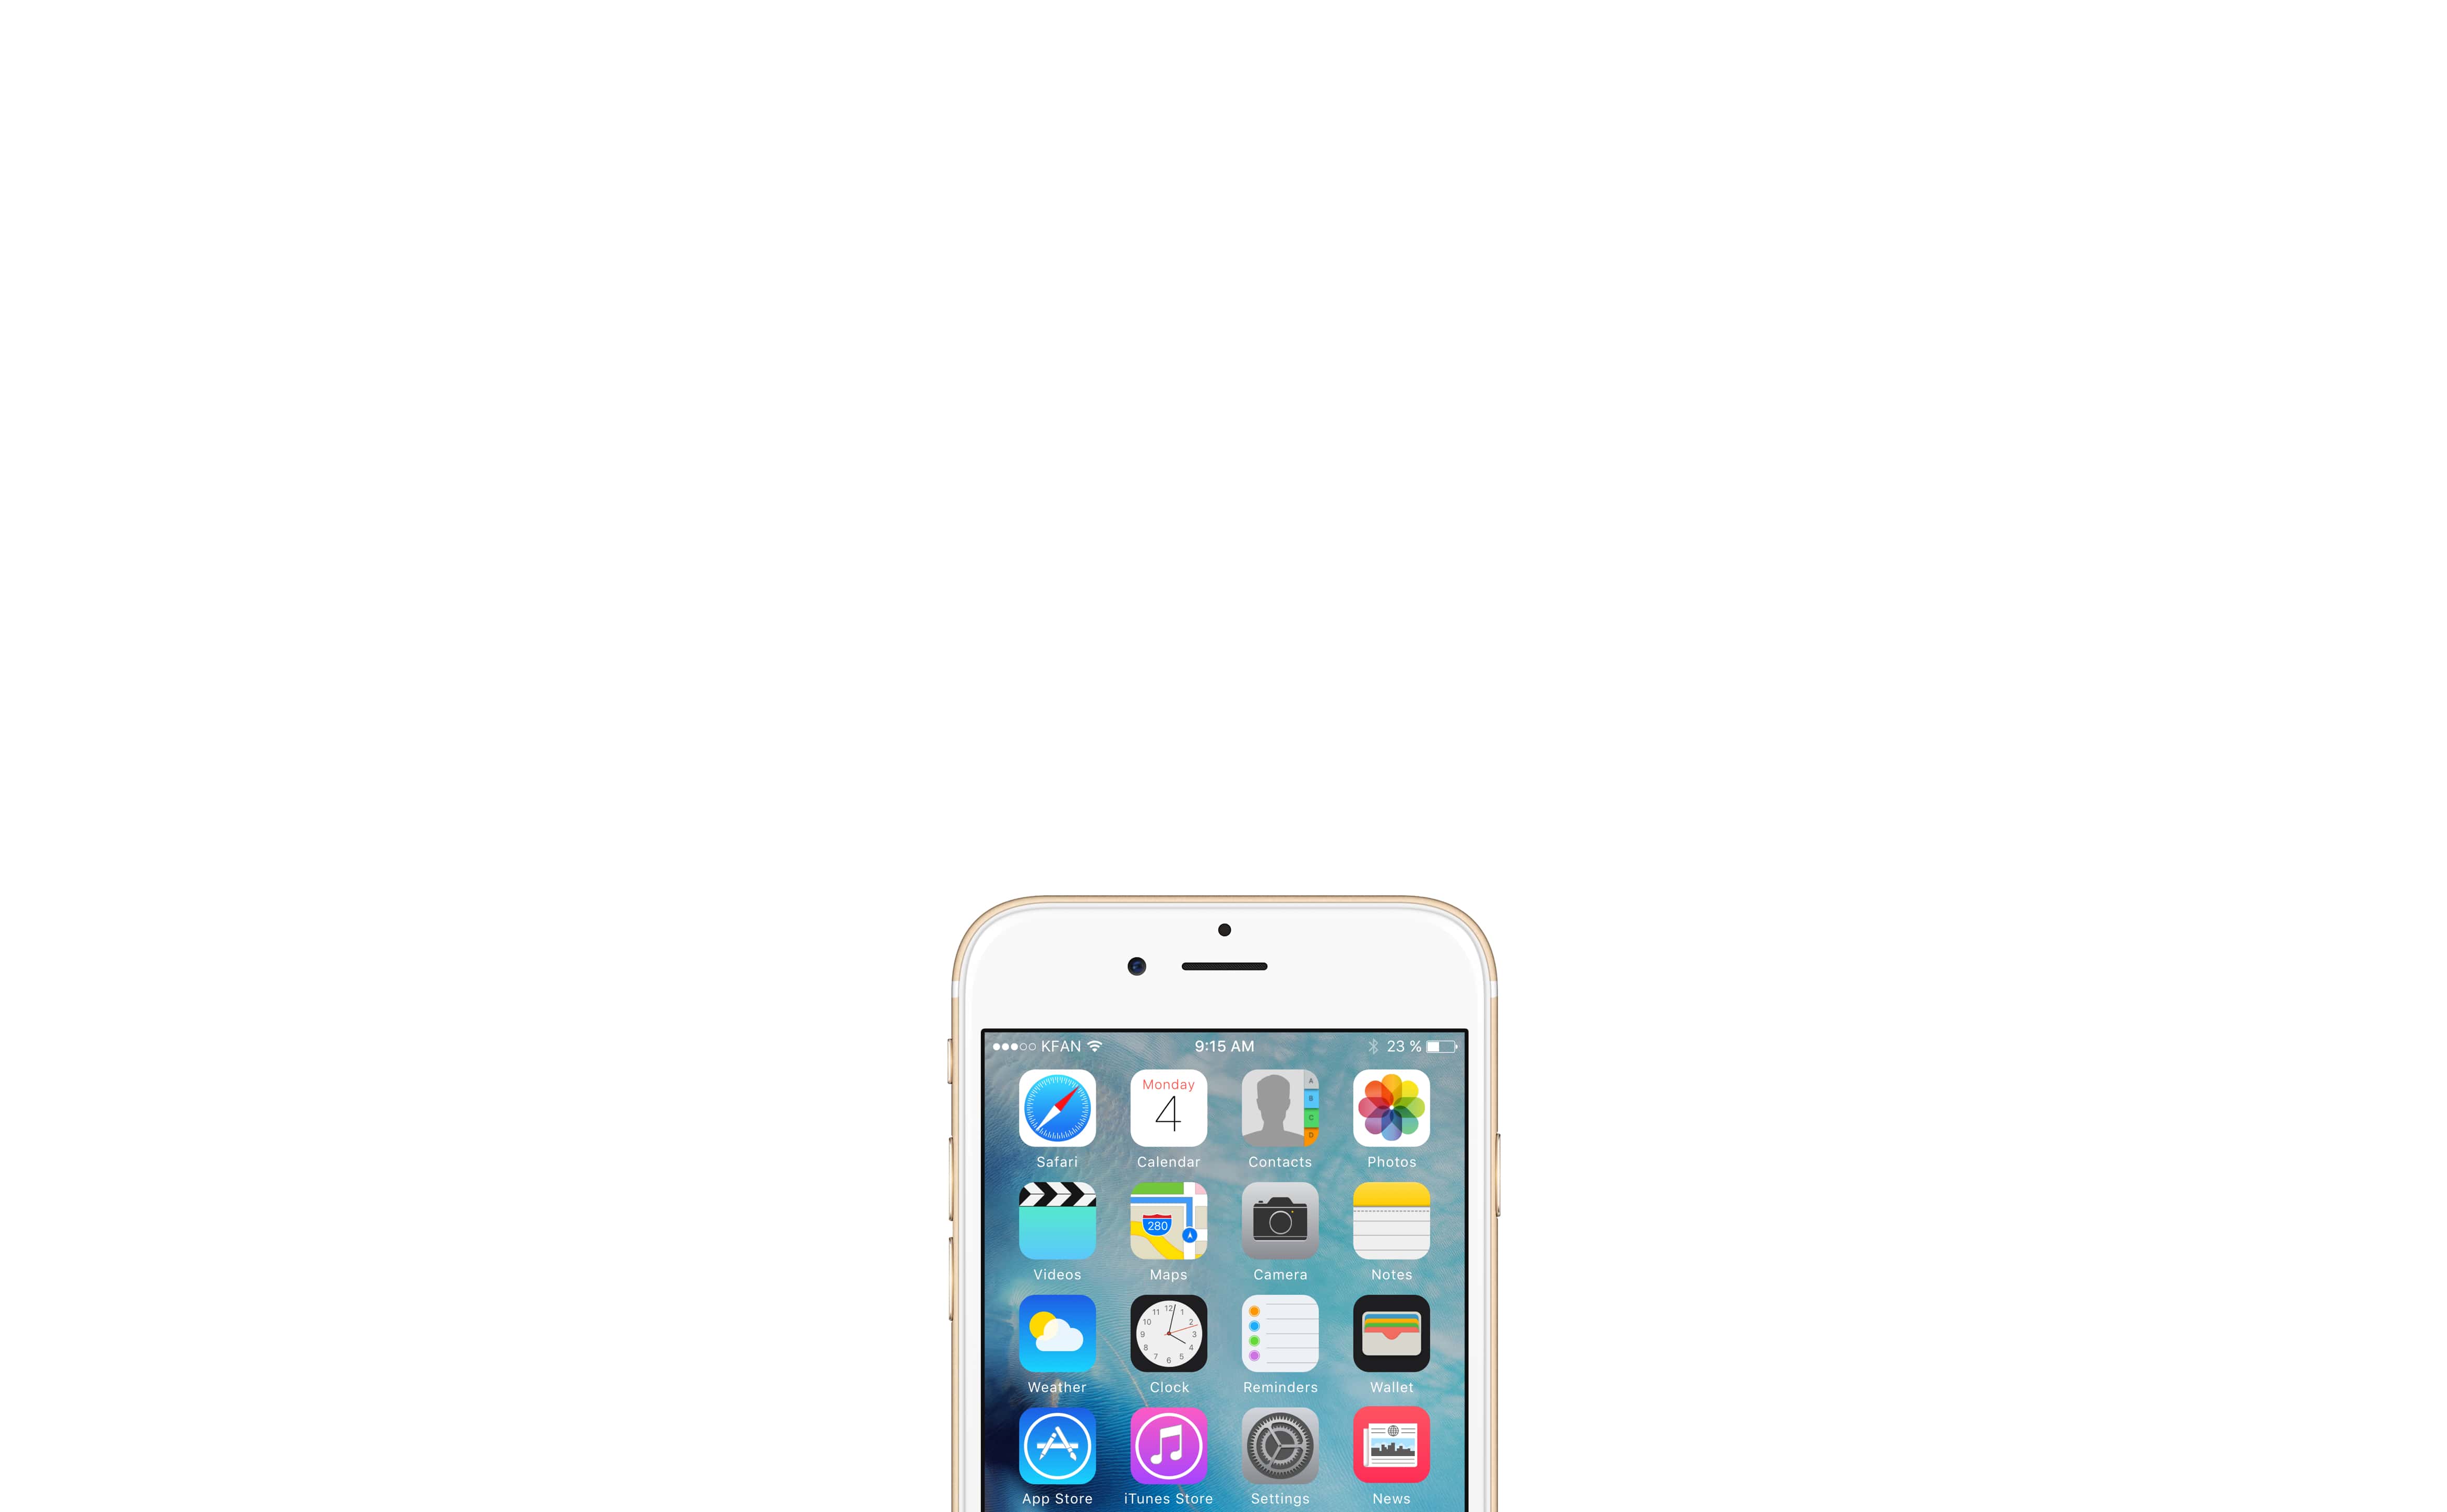 KFAN 9:15 AM 23 %
Monday
4
A
B
C
D
Safari Calendar Contacts Photos
280
Videos Maps Camera Notes
12
11 1
10 2
9 3
8 4
7 5
6
Weather Clock Reminders Wallet
App Store iTunes Store Settings News